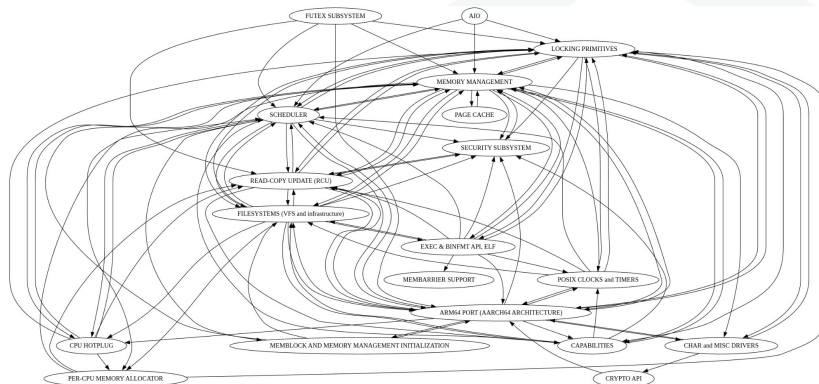 FUTEX SUBSYSTEM
AIO
LOCKING PRIMITIVES
MEMORY MANAGEMENT
SCHEDULER
PAGE CACHE
SECURITY SUBSYSTEM
READ-COPY UPDATE (RCU)
FILESYSTEMS (VFS and infrastructure)
EXEC & BINFMT API, ELF
MEMBARRIER SUPPORT
POSIX CLOCKS and TIMERS
ARM64 PORT (AARCH64 ARCHITECTURE)
CPU HOTPLUG
MEMBLOCK AND MEMORY MANAGEMENT INITIALIZATION
CAPABILITIES
CHAR and MISC DRIVERS
PER-CPU MEMORY ALLOCATOR
CRYPTO API